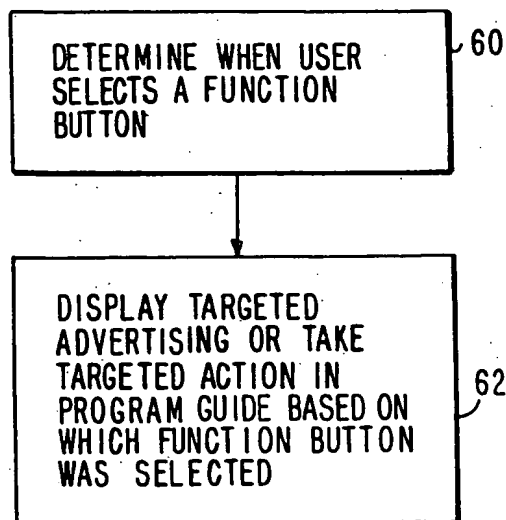 DETERMINE WHEN USER
SELECTS A FUNCTION
BUTTON
60
DISPLAY TARGETED
ADVERTISING OR TAKE
TARGETED ACTION IN
PROGRAM GUIDE BASED ON
WHICH FUNCTION BUTTON
WAS SELECTED
62